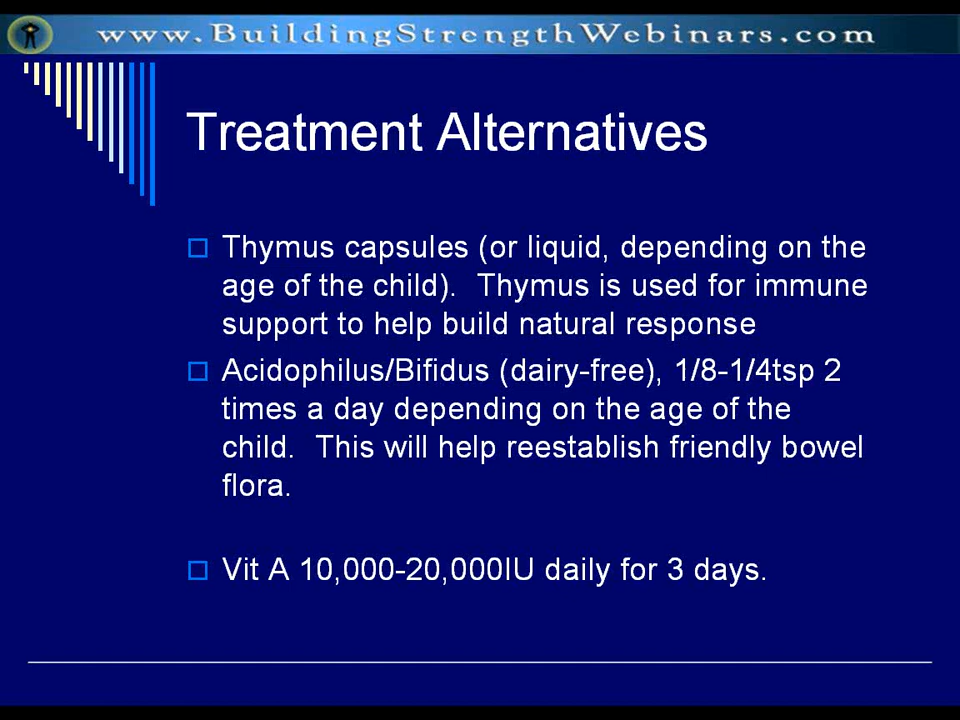 www.BuildingStrengthWebinars.com
Treatment Alternatives
Thymus capsules (or liquid, depending on the
age of the child).  Thymus is used for immune
support to help build natural response
Acidophilus/Bifidus (dairy-free), 1/8-1/4tsp 2
times a day depending on the age of the
child.  This will help reestablish friendly bowel
flora.
Vit A 10,000-20,000IU daily for 3 days.